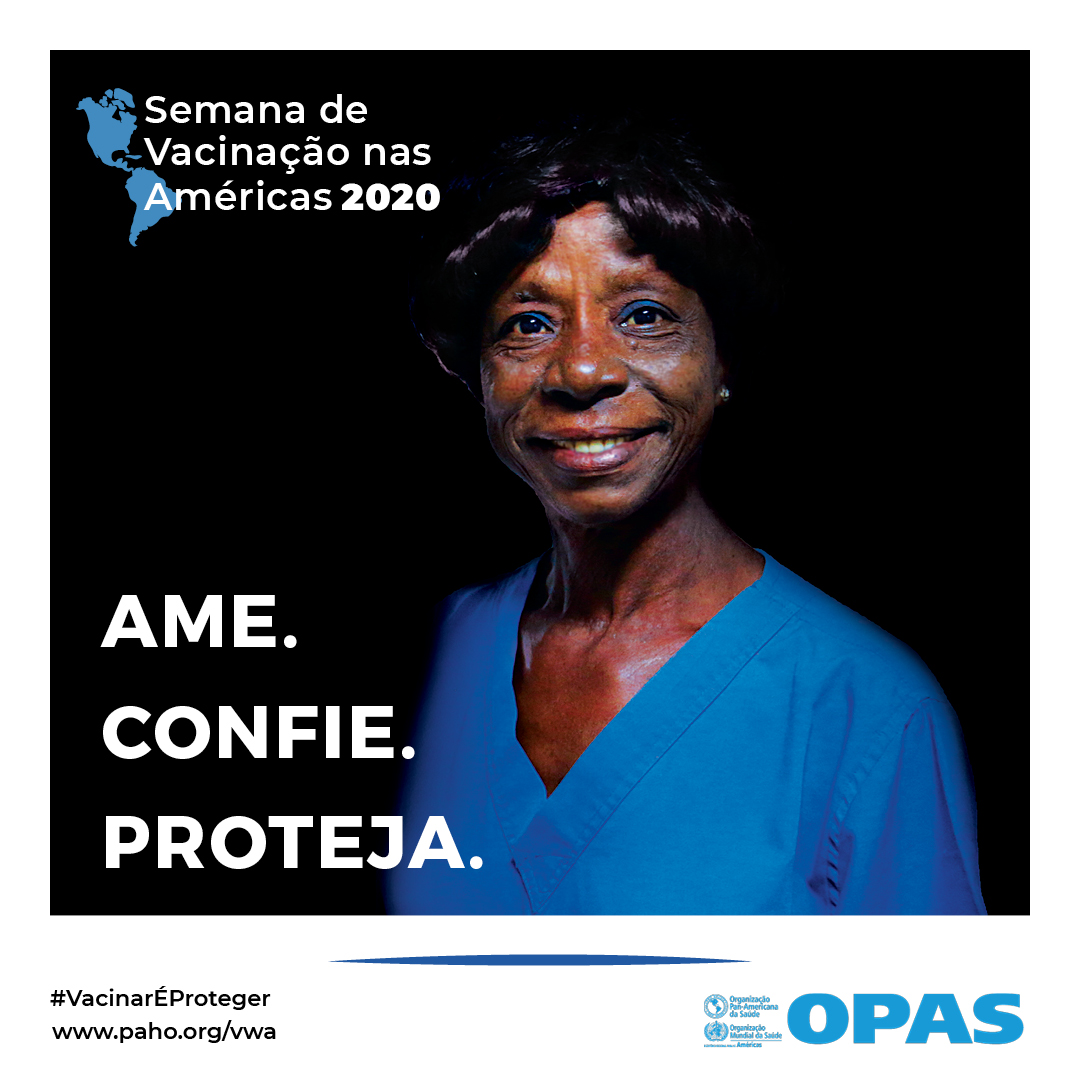 Semana de
Vacinação nas
Américas 2020
AME.
CONFIE.
PROTEJA.
#VacinarÉProteger
www.paho.org/vwa
Organização
Pan-Americana
da Saúde
Organização
Mundial da Saúde
Américas
OPAS